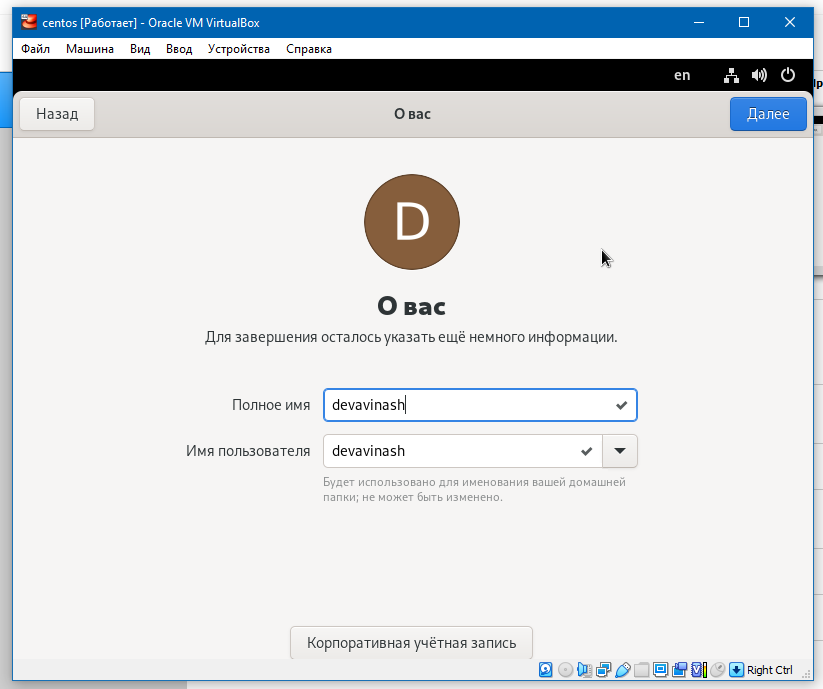 centos [Работает] - Oracle VM VirtualBox
Файл Машина Вид Ввод Устройства Справка
en
Назад О вас Далее
D
О вас
Для завершения осталось указать ещё немного информации.
Полное имя devavinash
Имя пользователя devavinash
Будет использовано для именования вашей домашней
папки; не может быть изменено.
Корпоративная учётная запись
Right Ctrl